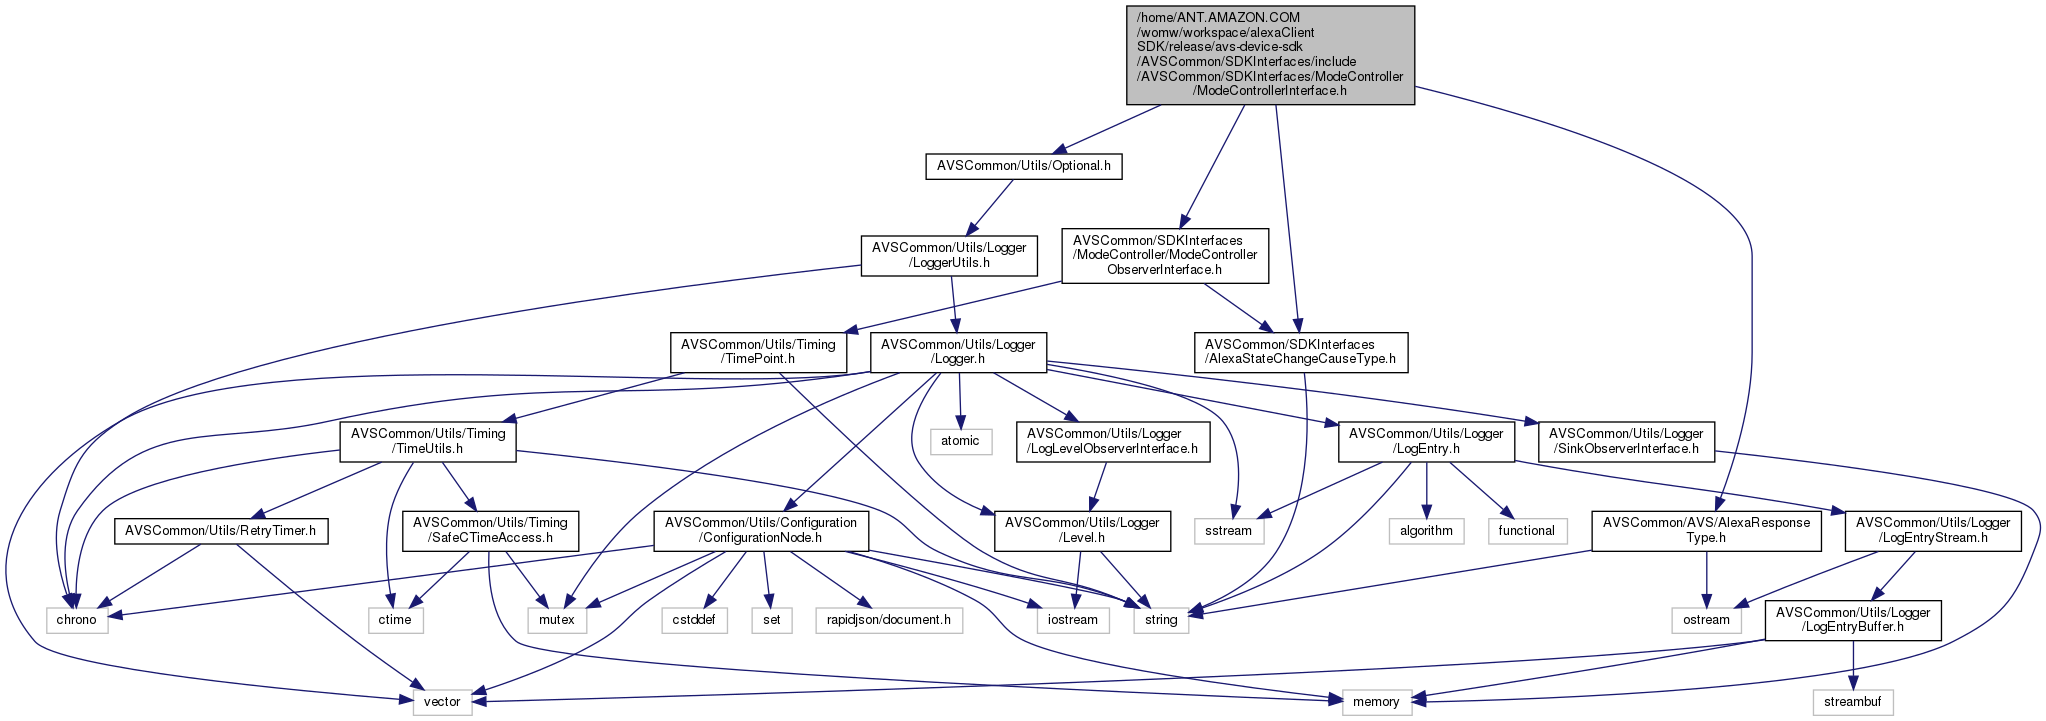 /home/ANT.AMAZON.COM
/womw/workspace/alexaClient
SDK/release/avs-device-sdk
/AVSCommon/SDKInterfaces/include
/AVSCommon/SDKInterfaces/ModeController
/ModeControllerInterface.h
AVSCommon/Utils/Optional.h
AVSCommon/Utils/Logger
/LoggerUtils.h
AVSCommon/SDKInterfaces
/ModeController/ModeController
ObserverInterface.h
AVSCommon/Utils/Timing
/TimePoint.h
AVSCommon/Utils/Logger
/Logger.h
AVSCommon/SDKInterfaces
/AlexaStateChangeCauseType.h
AVSCommon/Utils/Timing
/TimeUtils.h
atomic
AVSCommon/Utils/Logger
/LogLevelObserverInterface.h
AVSCommon/Utils/Logger
/LogEntry.h
AVSCommon/Utils/Logger
/SinkObserverInterface.h
AVSCommon/Utils/RetryTimer.h
AVSCommon/Utils/Timing
/SafeCTimeAccess.h
AVSCommon/Utils/Configuration
/ConfigurationNode.h
AVSCommon/Utils/Logger
/Level.h
sstream
algorithm
functional
AVSCommon/AVS/AlexaResponse
Type.h
AVSCommon/Utils/Logger
/LogEntryStream.h
chrono
ctime
mutex
cstddef
set
rapidjson/document.h
iostream
string
ostream
AVSCommon/Utils/Logger
/LogEntryBuffer.h
vector
memory
streambuf